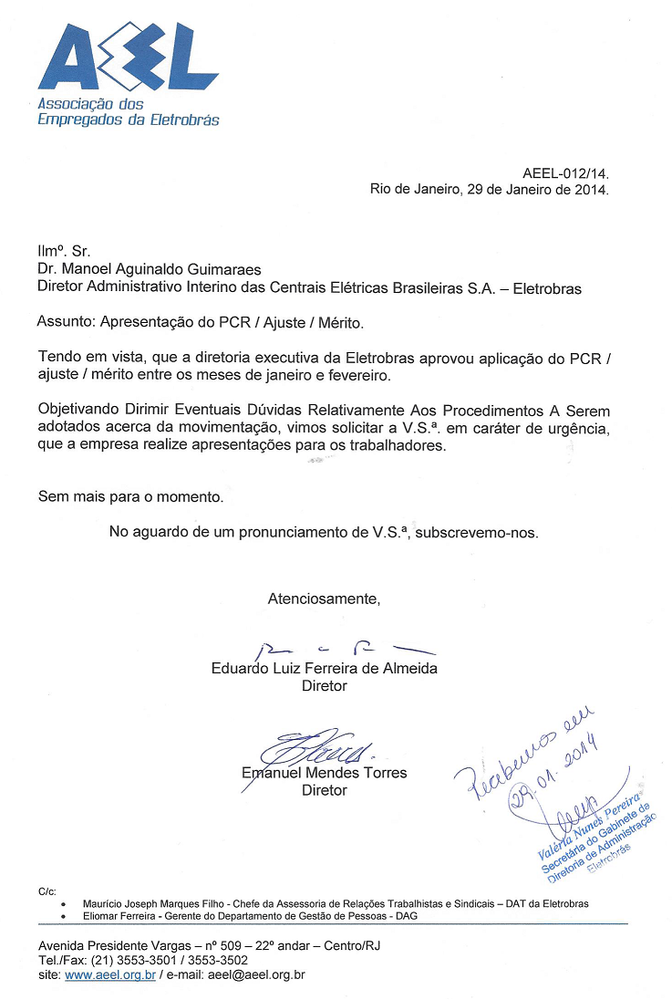 AEEL
Associação dos
Empregados da Eletrobrás
AEEL-012/14.
Rio de Janeiro, 29 de Janeiro de 2014.
Ilmº. Sr.
Dr. Manoel Aguinaldo Guimaraes
Diretor Administrativo Interino das Centrais Elétricas Brasileiras S.A. – Eletrobras
Assunto: Apresentação do PCR / Ajuste / Mérito.
Tendo em vista, que a diretoria executiva da Eletrobras aprovou aplicação do PCR /
ajuste / mérito entre os meses de janeiro e fevereiro.
Objetivando Dirimir Eventuais Dúvidas Relativamente Aos Procedimentos A Serem
adotados acerca da movimentação, vimos solicitar a V.S.ª. em caráter de urgência,
que a empresa realize apresentações para os trabalhadores.
Sem mais para o momento.
No aguardo de um pronunciamento de V.S.ª, subscrevemo-nos.
Atenciosamente,
Eduardo Luiz Ferreira de Almeida
Diretor
Emanuel Mendes Torres
Diretor
Recebemos em
29.01.2014
Valéria Nunes Pereira
Secretária do Gabinete da
Diretoria de Administração
Eletrobrás
C/c:
• Maurício Joseph Marques Filho - Chefe da Assessoria de Relações Trabalhistas e Sindicais – DAT da Eletrobras
• Eliomar Ferreira - Gerente do Departamento de Gestão de Pessoas - DAG
Avenida Presidente Vargas – nº 509 – 22º andar – Centro/RJ
Tel./Fax: (21) 3553-3501 / 3553-3502
site: www.aeel.org.br / e-mail: aeel@aeel.org.br